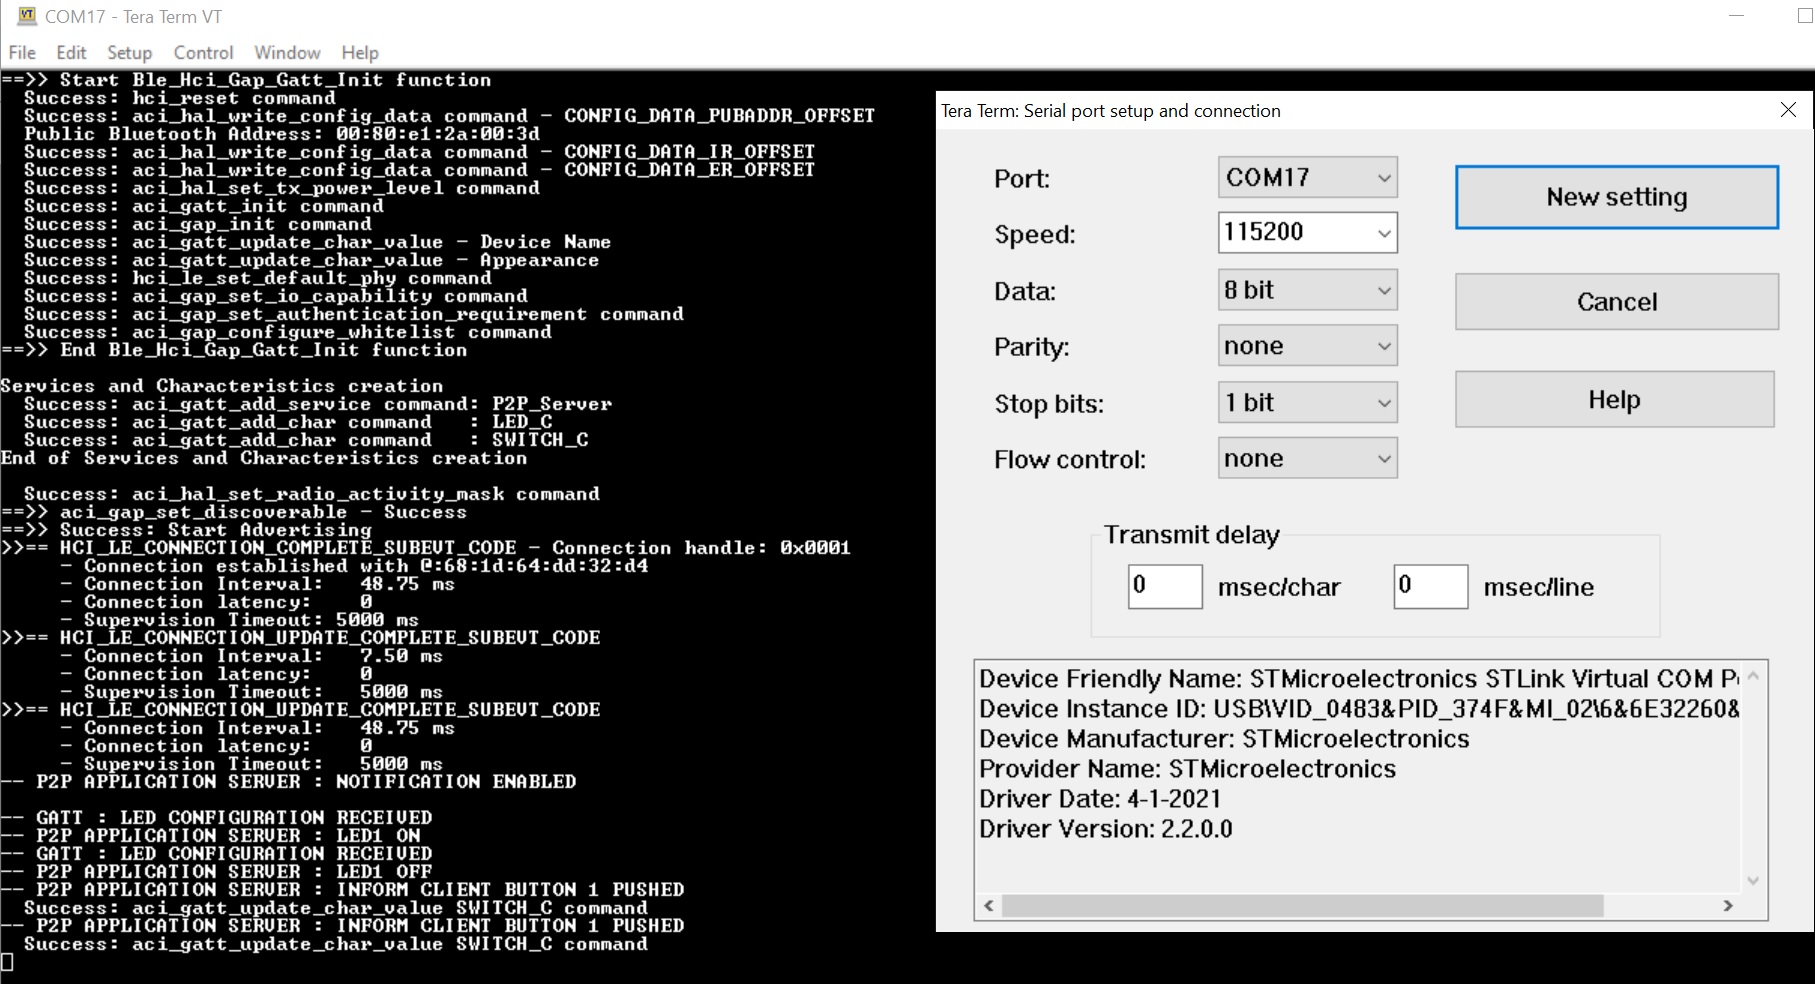 COM17 - Tera Term VT
File Edit Setup Control Window Help
==>> Start Ble_Hci_Gap_Gatt_Init function
Success: hci_reset command
Success: aci_hal_write_config_data command - CONFIG_DATA_PUBADDR_OFFSET
Public Bluetooth Address: 00:80:e1:2a:00:3d
Success: aci_hal_write_config_data command - CONFIG_DATA_IR_OFFSET
Success: aci_hal_write_config_data command - CONFIG_DATA_ER_OFFSET
Success: aci_hal_set_tx_power_level command
Success: aci_gatt_init command
Success: aci_gap_init command
Success: aci_gatt_update_char_value - Device Name
Success: aci_gatt_update_char_value - Appearance
Success: hci_le_set_default_phy command
Success: aci_gap_set_io_capability command
Success: aci_gap_set_authentication_requirement command
Success: aci_gap_configure_whitelist command
==>> End Ble_Hci_Gap_Gatt_Init function
Services and Characteristics creation
Success: aci_gatt_add_service command: P2P_Server
Success: aci_gatt_add_char command : LED_C
Success: aci_gatt_add_char command : SWITCH_C
End of Services and Characteristics creation
Success: aci_hal_set_radio_activity_mask command
==>> aci_gap_set_discoverable - Success
==>> Success: Start Advertising
>>== HCI_LE_CONNECTION_COMPLETE_SUBEVT_CODE - Connection handle: 0x0001
- Connection established with @:68:1d:64:dd:32:d4
- Connection Interval: 48.75 ms
- Connection latency: 0
- Supervision Timeout: 5000 ms
>>== HCI_LE_CONNECTION_UPDATE_COMPLETE_SUBEVT_CODE
- Connection Interval: 7.50 ms
- Connection latency: 0
- Supervision Timeout: 5000 ms
>>== HCI_LE_CONNECTION_UPDATE_COMPLETE_SUBEVT_CODE
- Connection Interval: 48.75 ms
- Connection latency: 0
- Supervision Timeout: 5000 ms
-- P2P APPLICATION SERVER : NOTIFICATION ENABLED
-- GATT : LED CONFIGURATION RECEIVED
-- P2P APPLICATION SERVER : LED1 ON
-- GATT : LED CONFIGURATION RECEIVED
-- P2P APPLICATION SERVER : LED1 OFF
-- P2P APPLICATION SERVER : INFORM CLIENT BUTTON 1 PUSHED
Success: aci_gatt_update_char_value SWITCH_C command
-- P2P APPLICATION SERVER : INFORM CLIENT BUTTON 1 PUSHED
Success: aci_gatt_update_char_value SWITCH_C command
Tera Term: Serial port setup and connection
Port: COM17 New setting
Speed: 115200
Data: 8 bit Cancel
Parity: none
Stop bits: 1 bit Help
Flow control: none
Transmit delay
0 msec/char 0 msec/line
Device Friendly Name: STMicroelectronics STLink Virtual COM
Device Instance ID: USB\VID_0483&PID_374F&MI_02\6&6E32260&
Device Manufacturer: STMicroelectronics
Provider Name: STMicroelectronics
Driver Date: 4-1-2021
Driver Version: 2.2.0.0